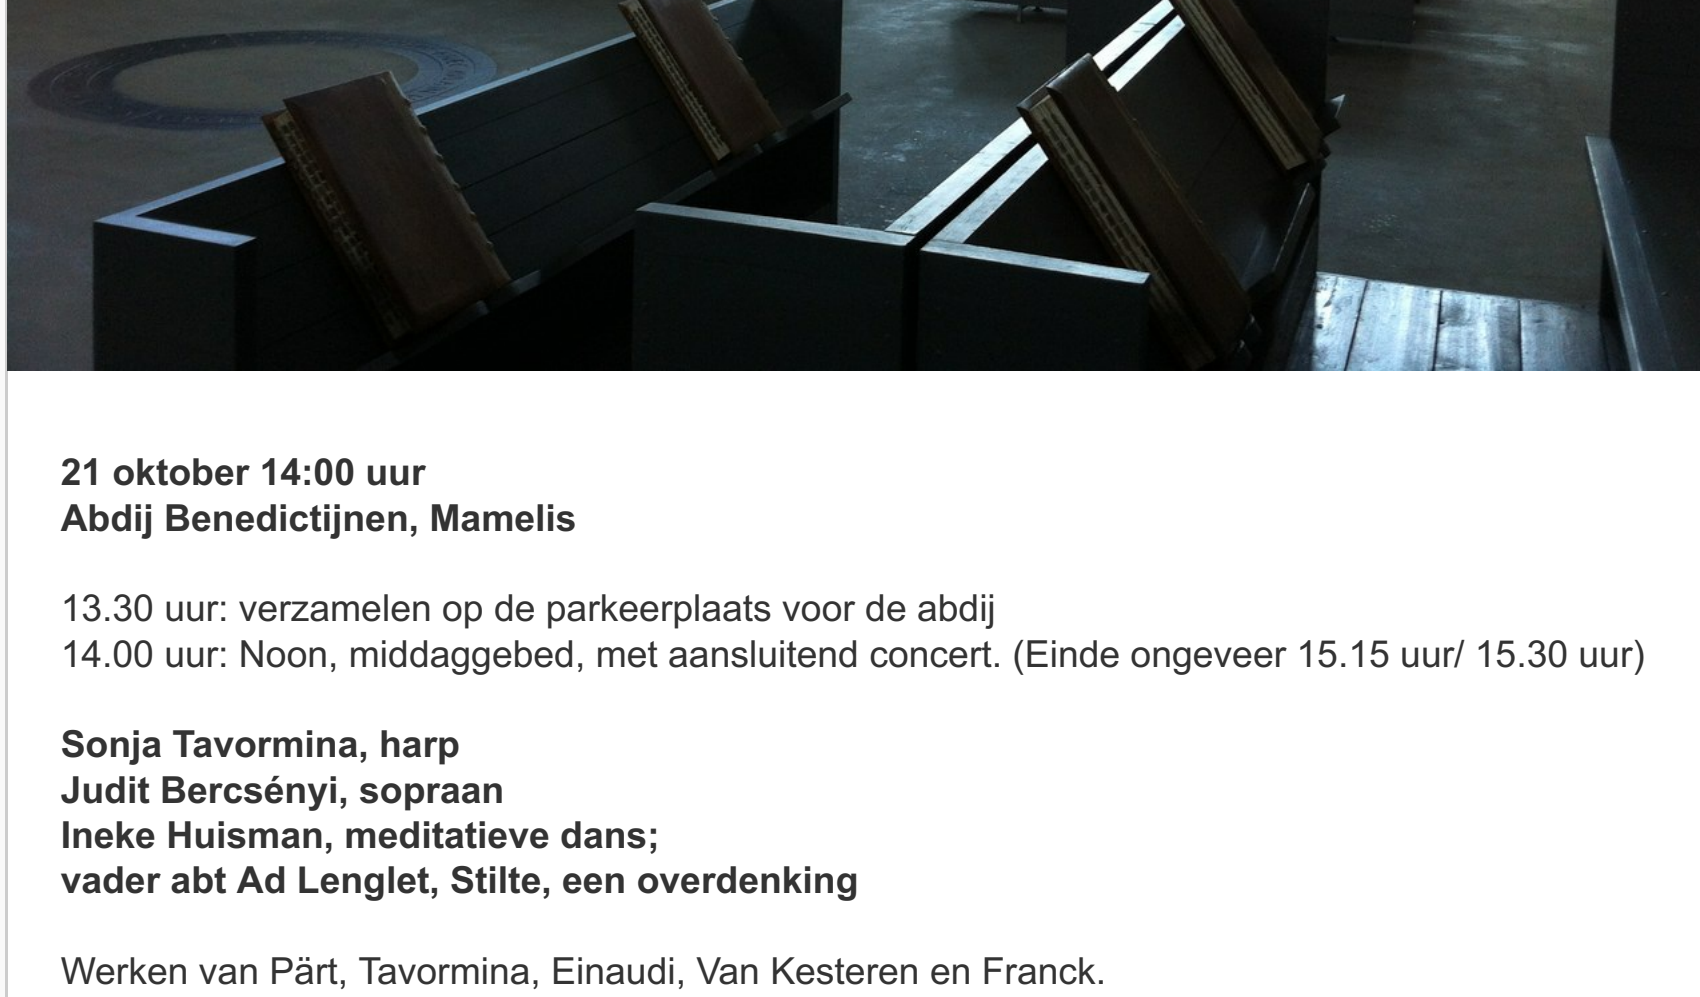 21 oktober 14:00 uur
Abdij Benedictijnen, Mamelis
13.30 uur: verzamelen op de parkeerplaats voor de abdij
14.00 uur: Noon, middaggebed, met aansluitend concert. (Einde ongeveer 15.15 uur/ 15.30 uur)
Sonja Tavormina, harp
Judit Bercsényi, sopraan
Ineke Huisman, meditatieve dans;
vader abt Ad Lenglet, Stilte, een overdenking
Werken van Pärt, Tavormina, Einaudi, Van Kesteren en Franck.